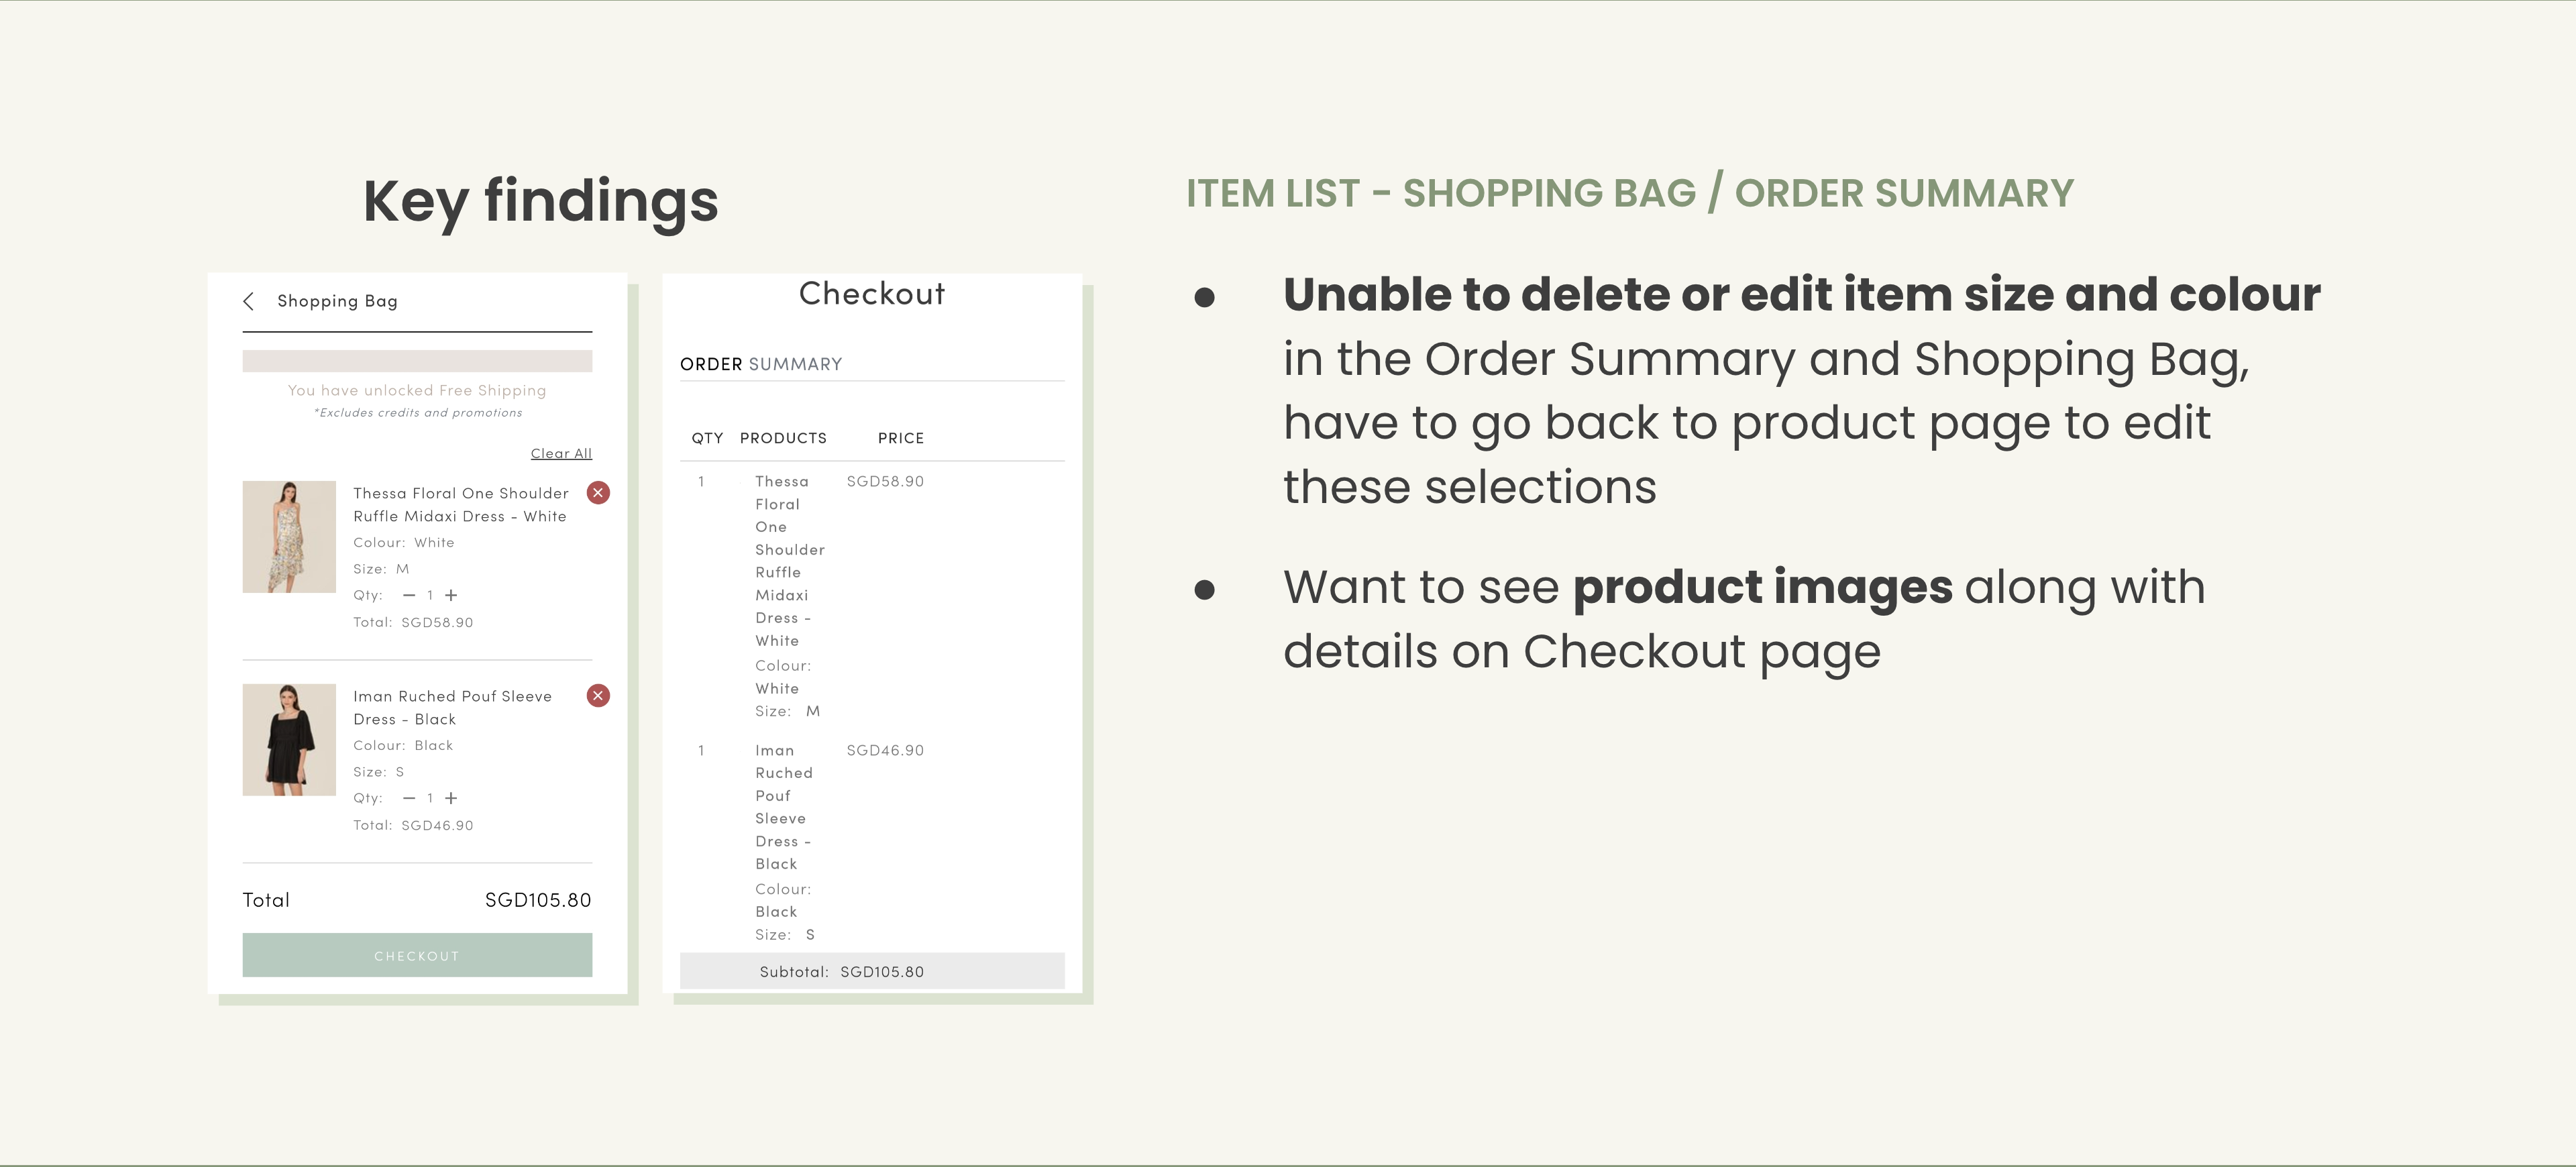 Key findings
Shopping Bag
You have unlocked Free Shipping
*Excludes credits and promotions
Clear All
Thessa Floral One Shoulder
Ruffle Midaxi Dress - White
Colour: White
Size: M
Qty: − 1 +
Total: SGD58.90
Iman Ruched Pouf Sleeve
Dress - Black
Colour: Black
Size: S
Qty: − 1 +
Total: SGD46.90
Total SGD105.80
CHECKOUT
Checkout
ORDER SUMMARY
QTY PRODUCTS PRICE
1 Thessa SGD58.90
Floral
One
Shoulder
Ruffle
Midaxi
Dress -
White
Colour:
White
Size: M
1 Iman SGD46.90
Ruched
Pouf
Sleeve
Dress -
Black
Colour:
Black
Size: S
Subtotal: SGD105.80
ITEM LIST - SHOPPING BAG / ORDER SUMMARY
● Unable to delete or edit item size and colour
in the Order Summary and Shopping Bag,
have to go back to product page to edit
these selections
● Want to see product images along with
details on Checkout page